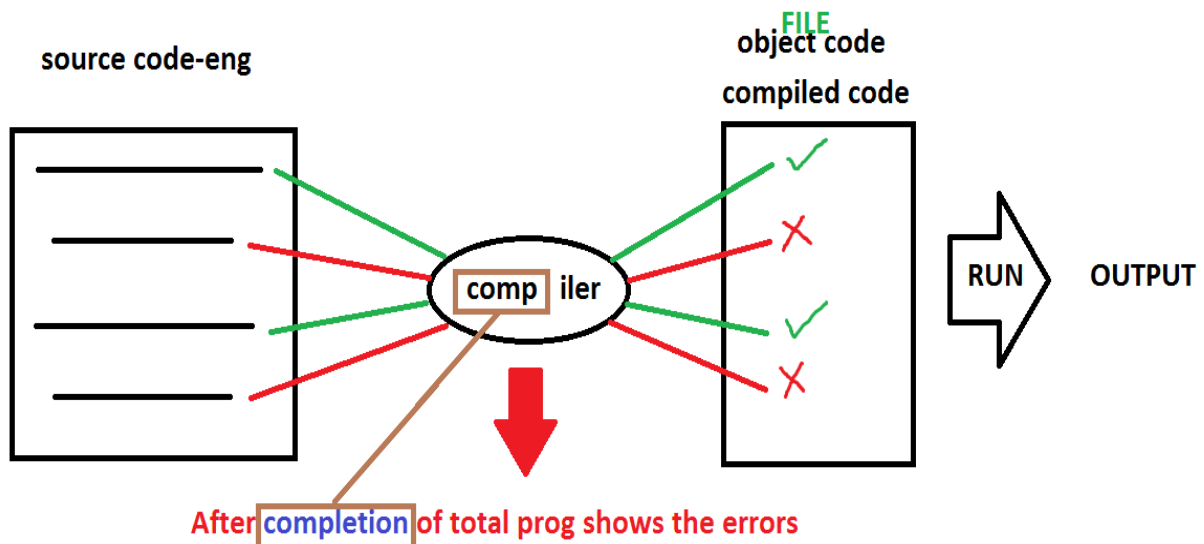 source code-eng
FILE
object code
compiled code
comp iler
RUN
OUTPUT
After completion of total prog shows the errors